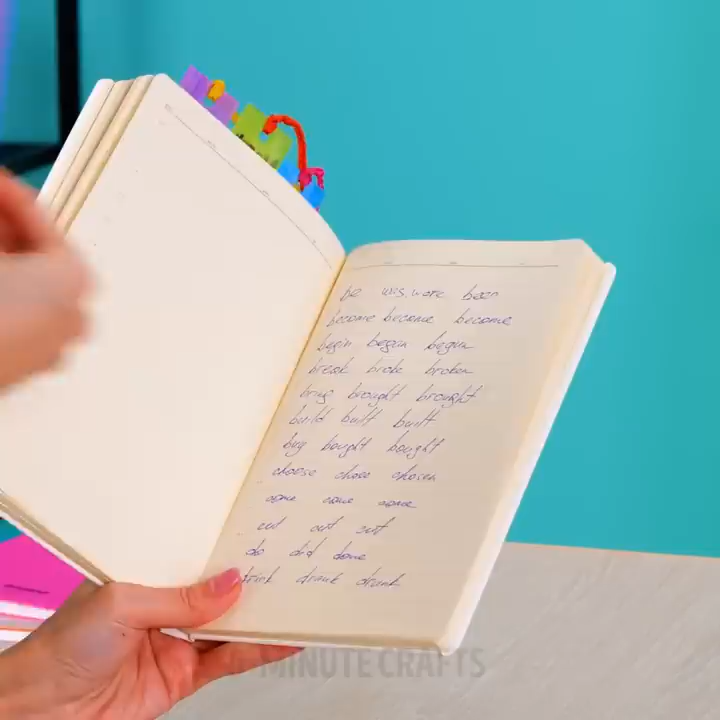 be was, were been
become became become
begin began begun
break broke broken
bring brought brought
build built built
buy bought bought
choose chose chosen
come came come
cut cut cut
do did done
drink drank drunk
MINUTE CRAFTS